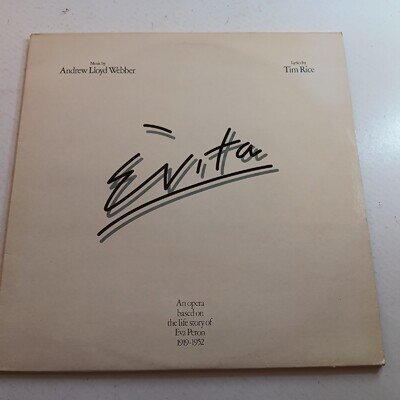 Music by
Andrew Lloyd Webber
Lyrics by
Tim Rice
Evita
An opera
based on
the life story of
Eva Peron
1919-1952